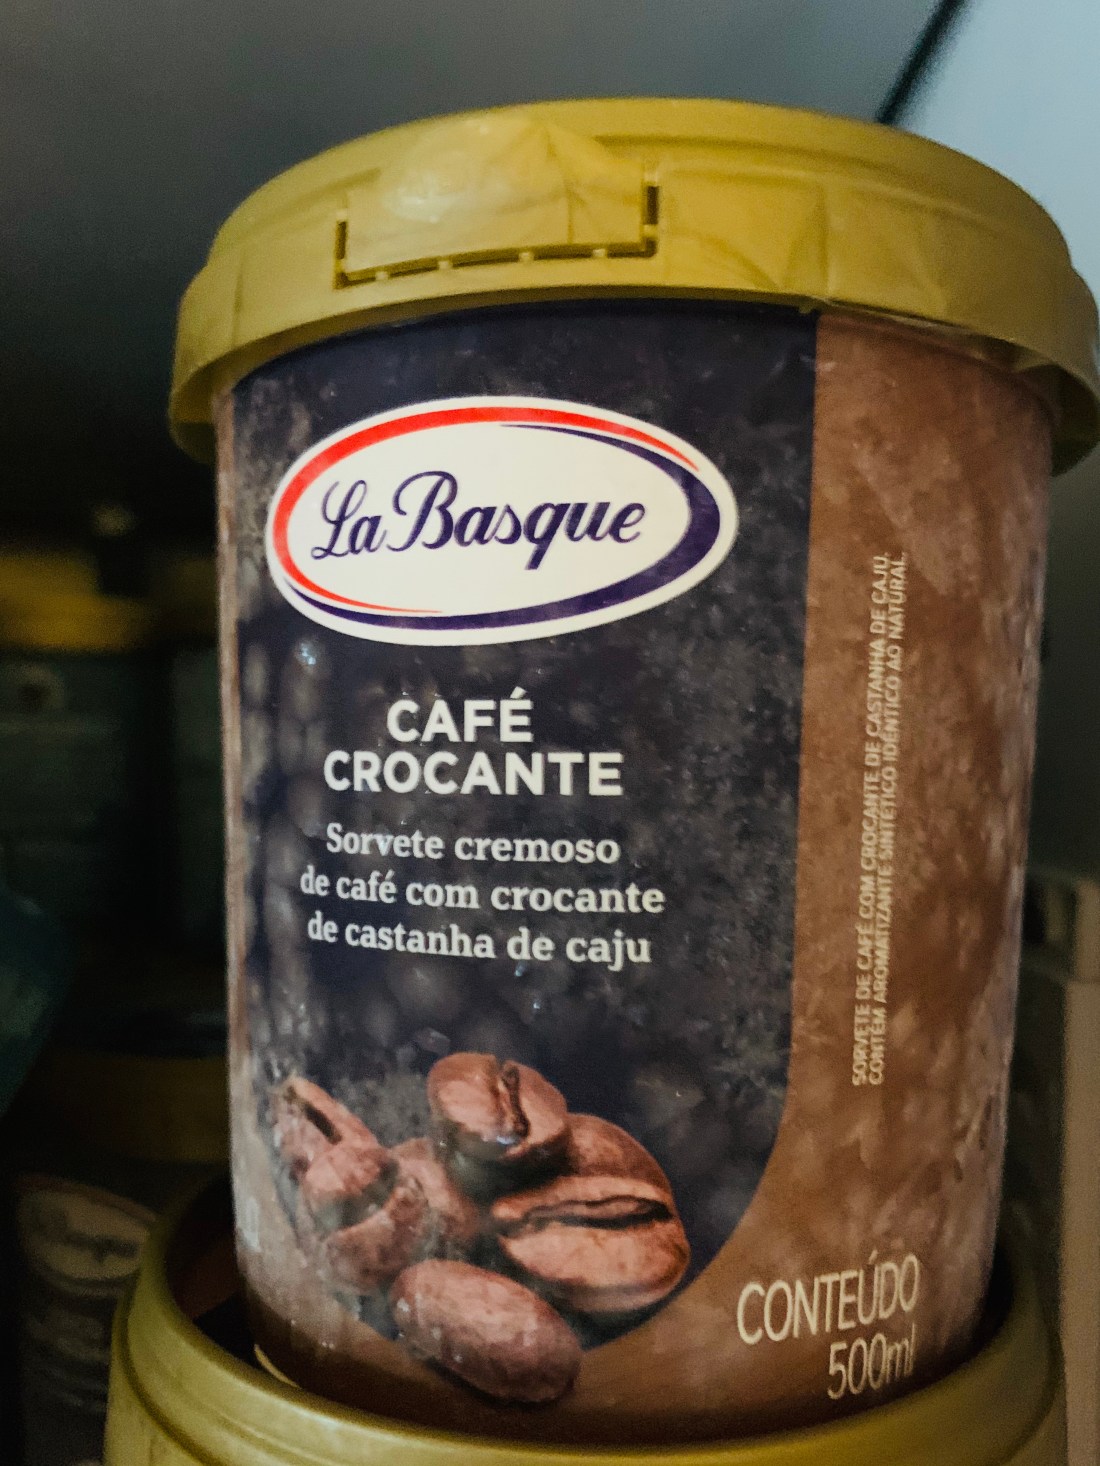 La Basque
CAFÉ
CROCANTE
Sorvete cremoso
de café com crocante
de castanha de caju
SORVETE DE CAFÉ COM CROCANTE DE CASTANHA DE CAJU.
CONTÉM AROMATIZANTE SINTÉTICO IDÊNTICO AO NATURAL.
CONTEÚDO
500ml